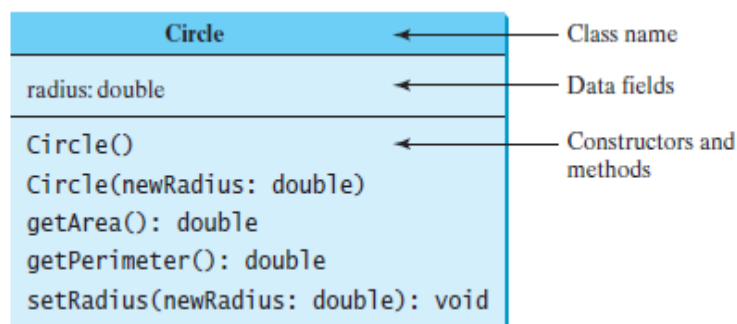 Circle
Class name
radius: double
Data fields
Circle()
Constructors and
methods
Circle(newRadius: double)
getArea(): double
getPerimeter(): double
setRadius(newRadius: double): void